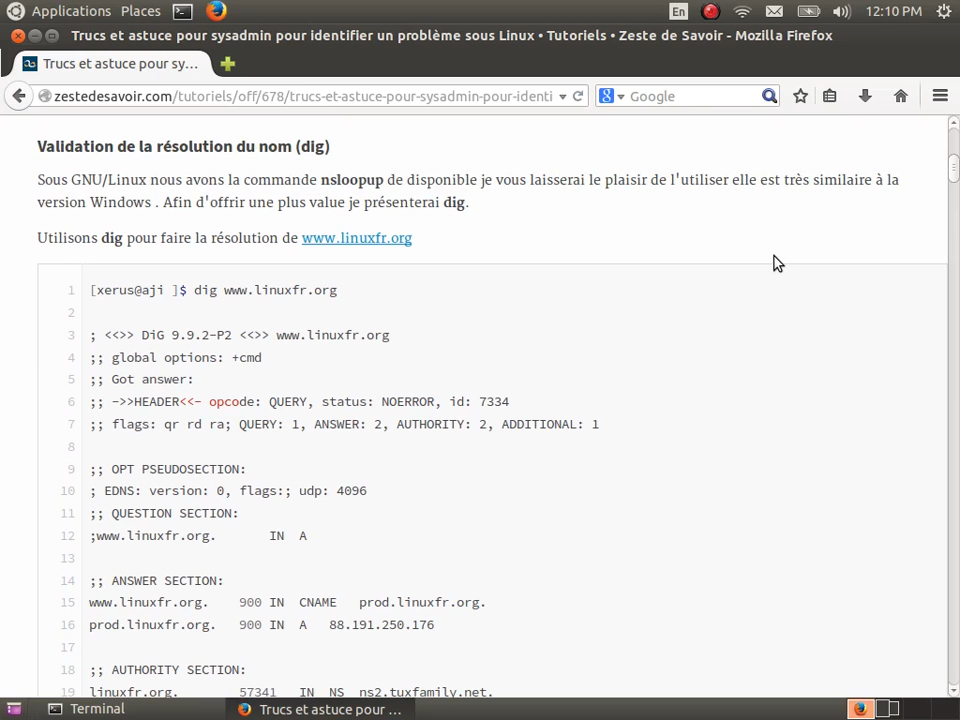 Applications Places En 12:10 PM
Trucs et astuce pour sysadmin pour identifier un problème sous Linux • Tutoriels • Zeste de Savoir - Mozilla Firefox
Trucs et astuce pour sy...
zestedesavoir.com/tutoriels/off/678/trucs-et-astuce-pour-sysadmin-pour-identi Google
Validation de la résolution du nom (dig)
Sous GNU/Linux nous avons la commande nsloopup de disponible je vous laisserai le plaisir de l'utiliser elle est très similaire à la
version Windows . Afin d'offrir une plus value je présenterai dig.
Utilisons dig pour faire la résolution de www.linuxfr.org
1 [xerus@aji ]$ dig www.linuxfr.org
2
3 ; <<>> DiG 9.9.2-P2 <<>> www.linuxfr.org
4 ;; global options: +cmd
5 ;; Got answer:
6 ;; ->>HEADER<<- opcode: QUERY, status: NOERROR, id: 7334
7 ;; flags: qr rd ra; QUERY: 1, ANSWER: 2, AUTHORITY: 2, ADDITIONAL: 1
8
9 ;; OPT PSEUDOSECTION:
10 ; EDNS: version: 0, flags:; udp: 4096
11 ;; QUESTION SECTION:
12 ;www.linuxfr.org. IN A
13
14 ;; ANSWER SECTION:
15 www.linuxfr.org. 900 IN CNAME prod.linuxfr.org.
16 prod.linuxfr.org. 900 IN A 88.191.250.176
17
18 ;; AUTHORITY SECTION:
19 linuxfr.org. 57341 IN NS ns2.tuxfamily.net.
Terminal Trucs et astuce pour ...